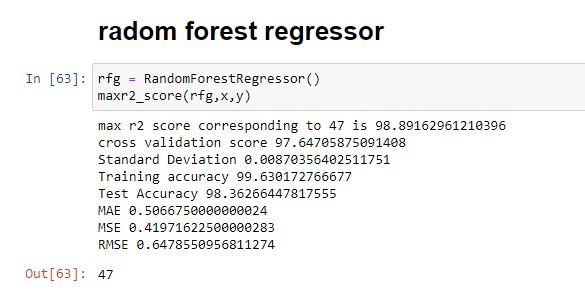 radom forest regressor
In [63]: rfg = RandomForestRegressor()
maxr2_score(rfg,x,y)
max r2 score corresponding to 47 is 98.89162961210396
cross validation score 97.64705875091408
Standard Deviation 0.00870356402511751
Training accuracy 99.630172766677
Test Accuracy 98.36266447817555
MAE 0.5066750000000024
MSE 0.41971622500000283
RMSE 0.6478550956811274
Out[63]: 47